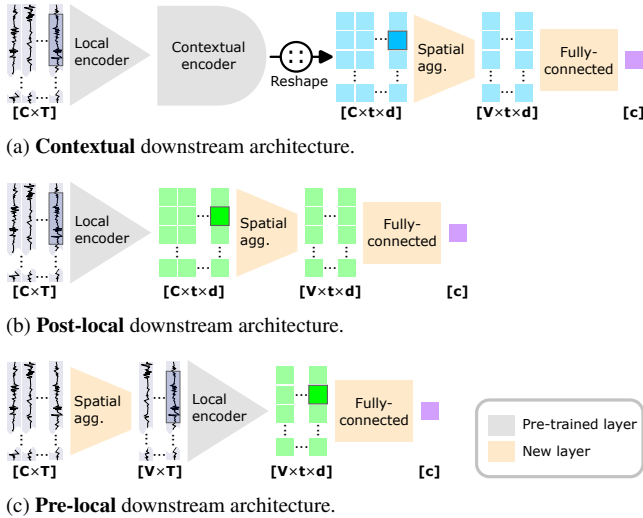 Local encoder
Contextual encoder
Reshape
Spatial agg.
Fully-connected
[C×T]
[C×t×d]
[V×t×d]
[c]
(a) Contextual downstream architecture.
Local encoder
Spatial agg.
Fully-connected
[C×T]
[C×t×d]
[V×t×d]
[c]
(b) Post-local downstream architecture.
Spatial agg.
Local encoder
Fully-connected
[C×T]
[V×T]
[V×t×d]
[c]
Pre-trained layer
New layer
(c) Pre-local downstream architecture.